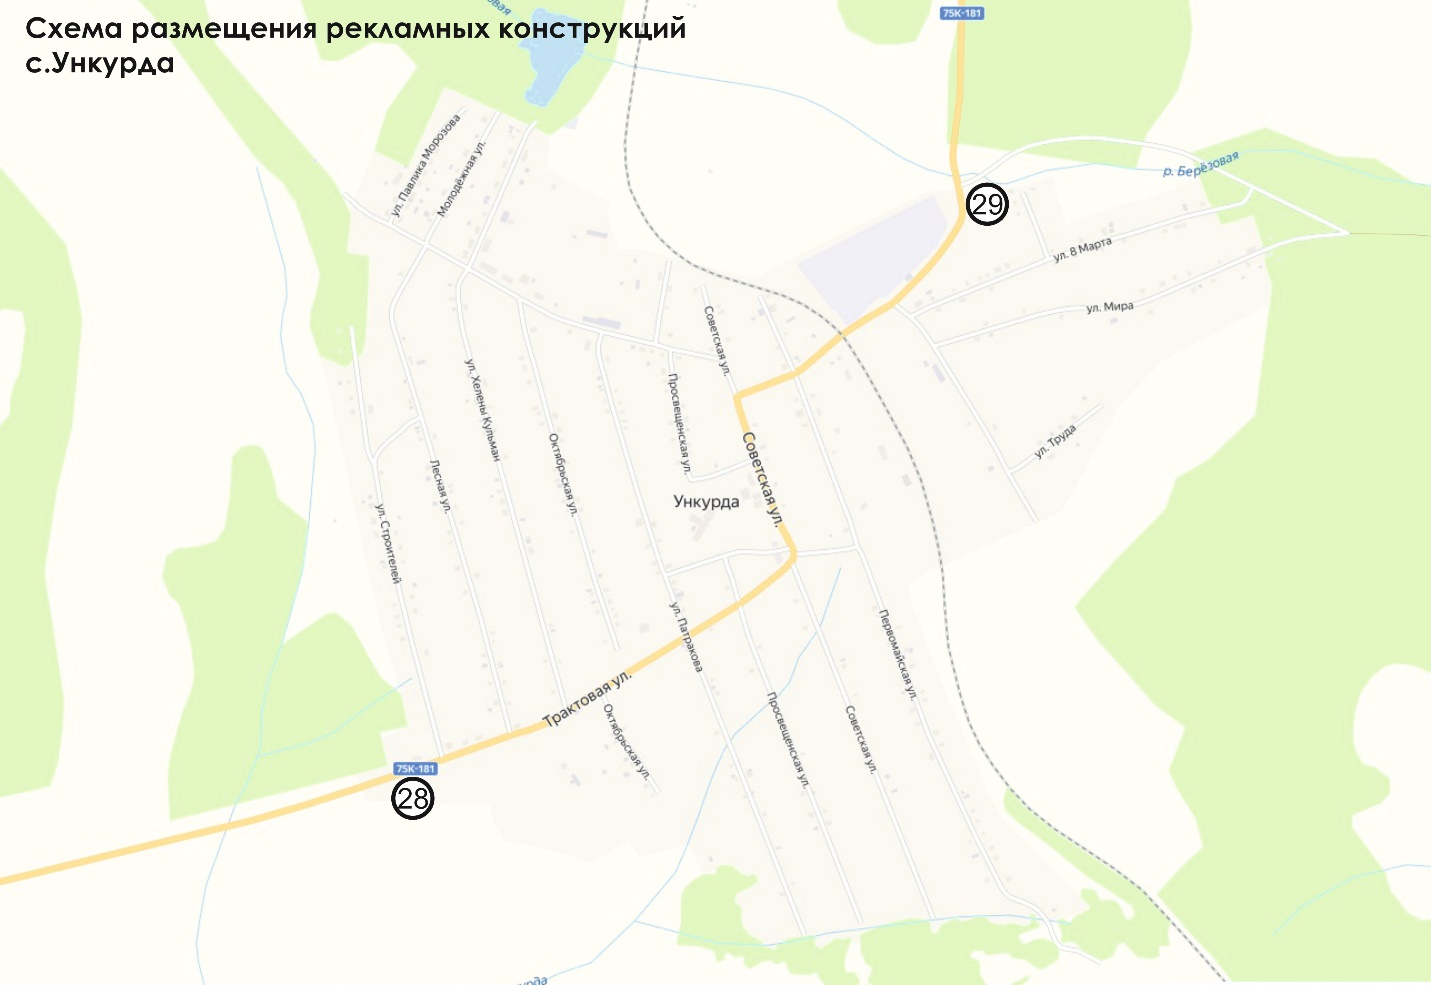 Схема размещения рекламных конструкций
с.Ункурда
75К-181
ул. Павлика Морозова
Молодёжная ул.
р. Берёзовая
29
ул. 8 Марта
ул. Мира
Советская ул.
ул. Хелены Кульман
Просвещенская ул.
ул. Труда
Октябрьская ул.
Советская ул.
Лесная ул.
Ункурда
ул. Строителей
ул. Патракова
Первомайская ул.
Трактовая ул.
Октябрьская ул.
Просвещенская ул.
Советская ул.
75К-181
28